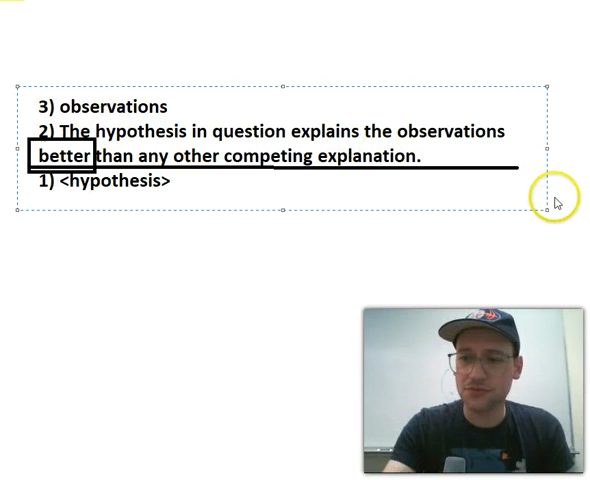 3) observations
2) The hypothesis in question explains the observations
better than any other competing explanation.
1) <hypothesis>